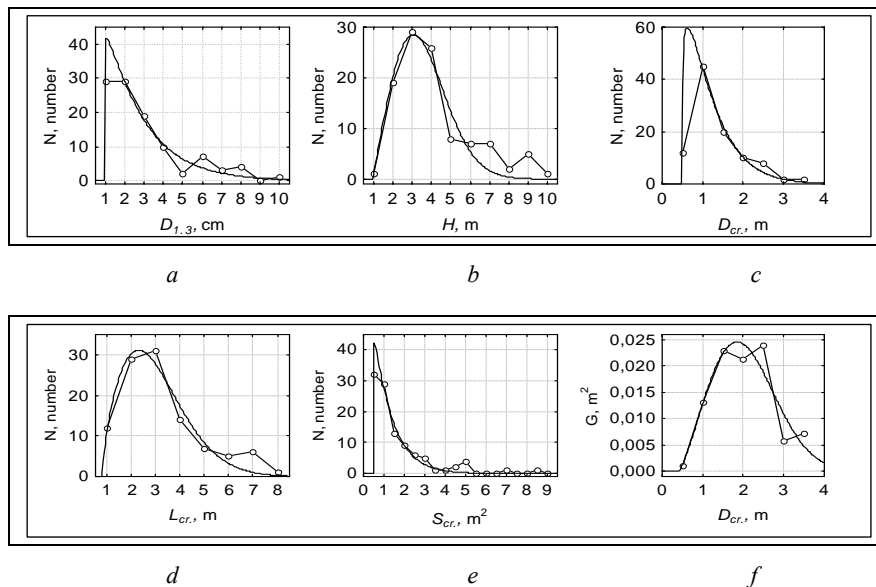 N, number
40
30
20
10
0
1 2 3 4 5 6 7 8 9 10
D1.3, cm
N, number
30
20
10
0
1 2 3 4 5 6 7 8 9 10
H, m
N, number
60
40
20
0
0 1 2 3 4
Dcr., m
a b c
N, number
30
20
10
0
1 2 3 4 5 6 7 8
Lcr., m
N, number
50
40
30
20
10
0
0 1 2 3 4 5 6 7 8 9
Scr., m²
G, m²
0,025
0,020
0,015
0,010
0,005
0,000
0 1 2 3 4
Dcr., m
d e f